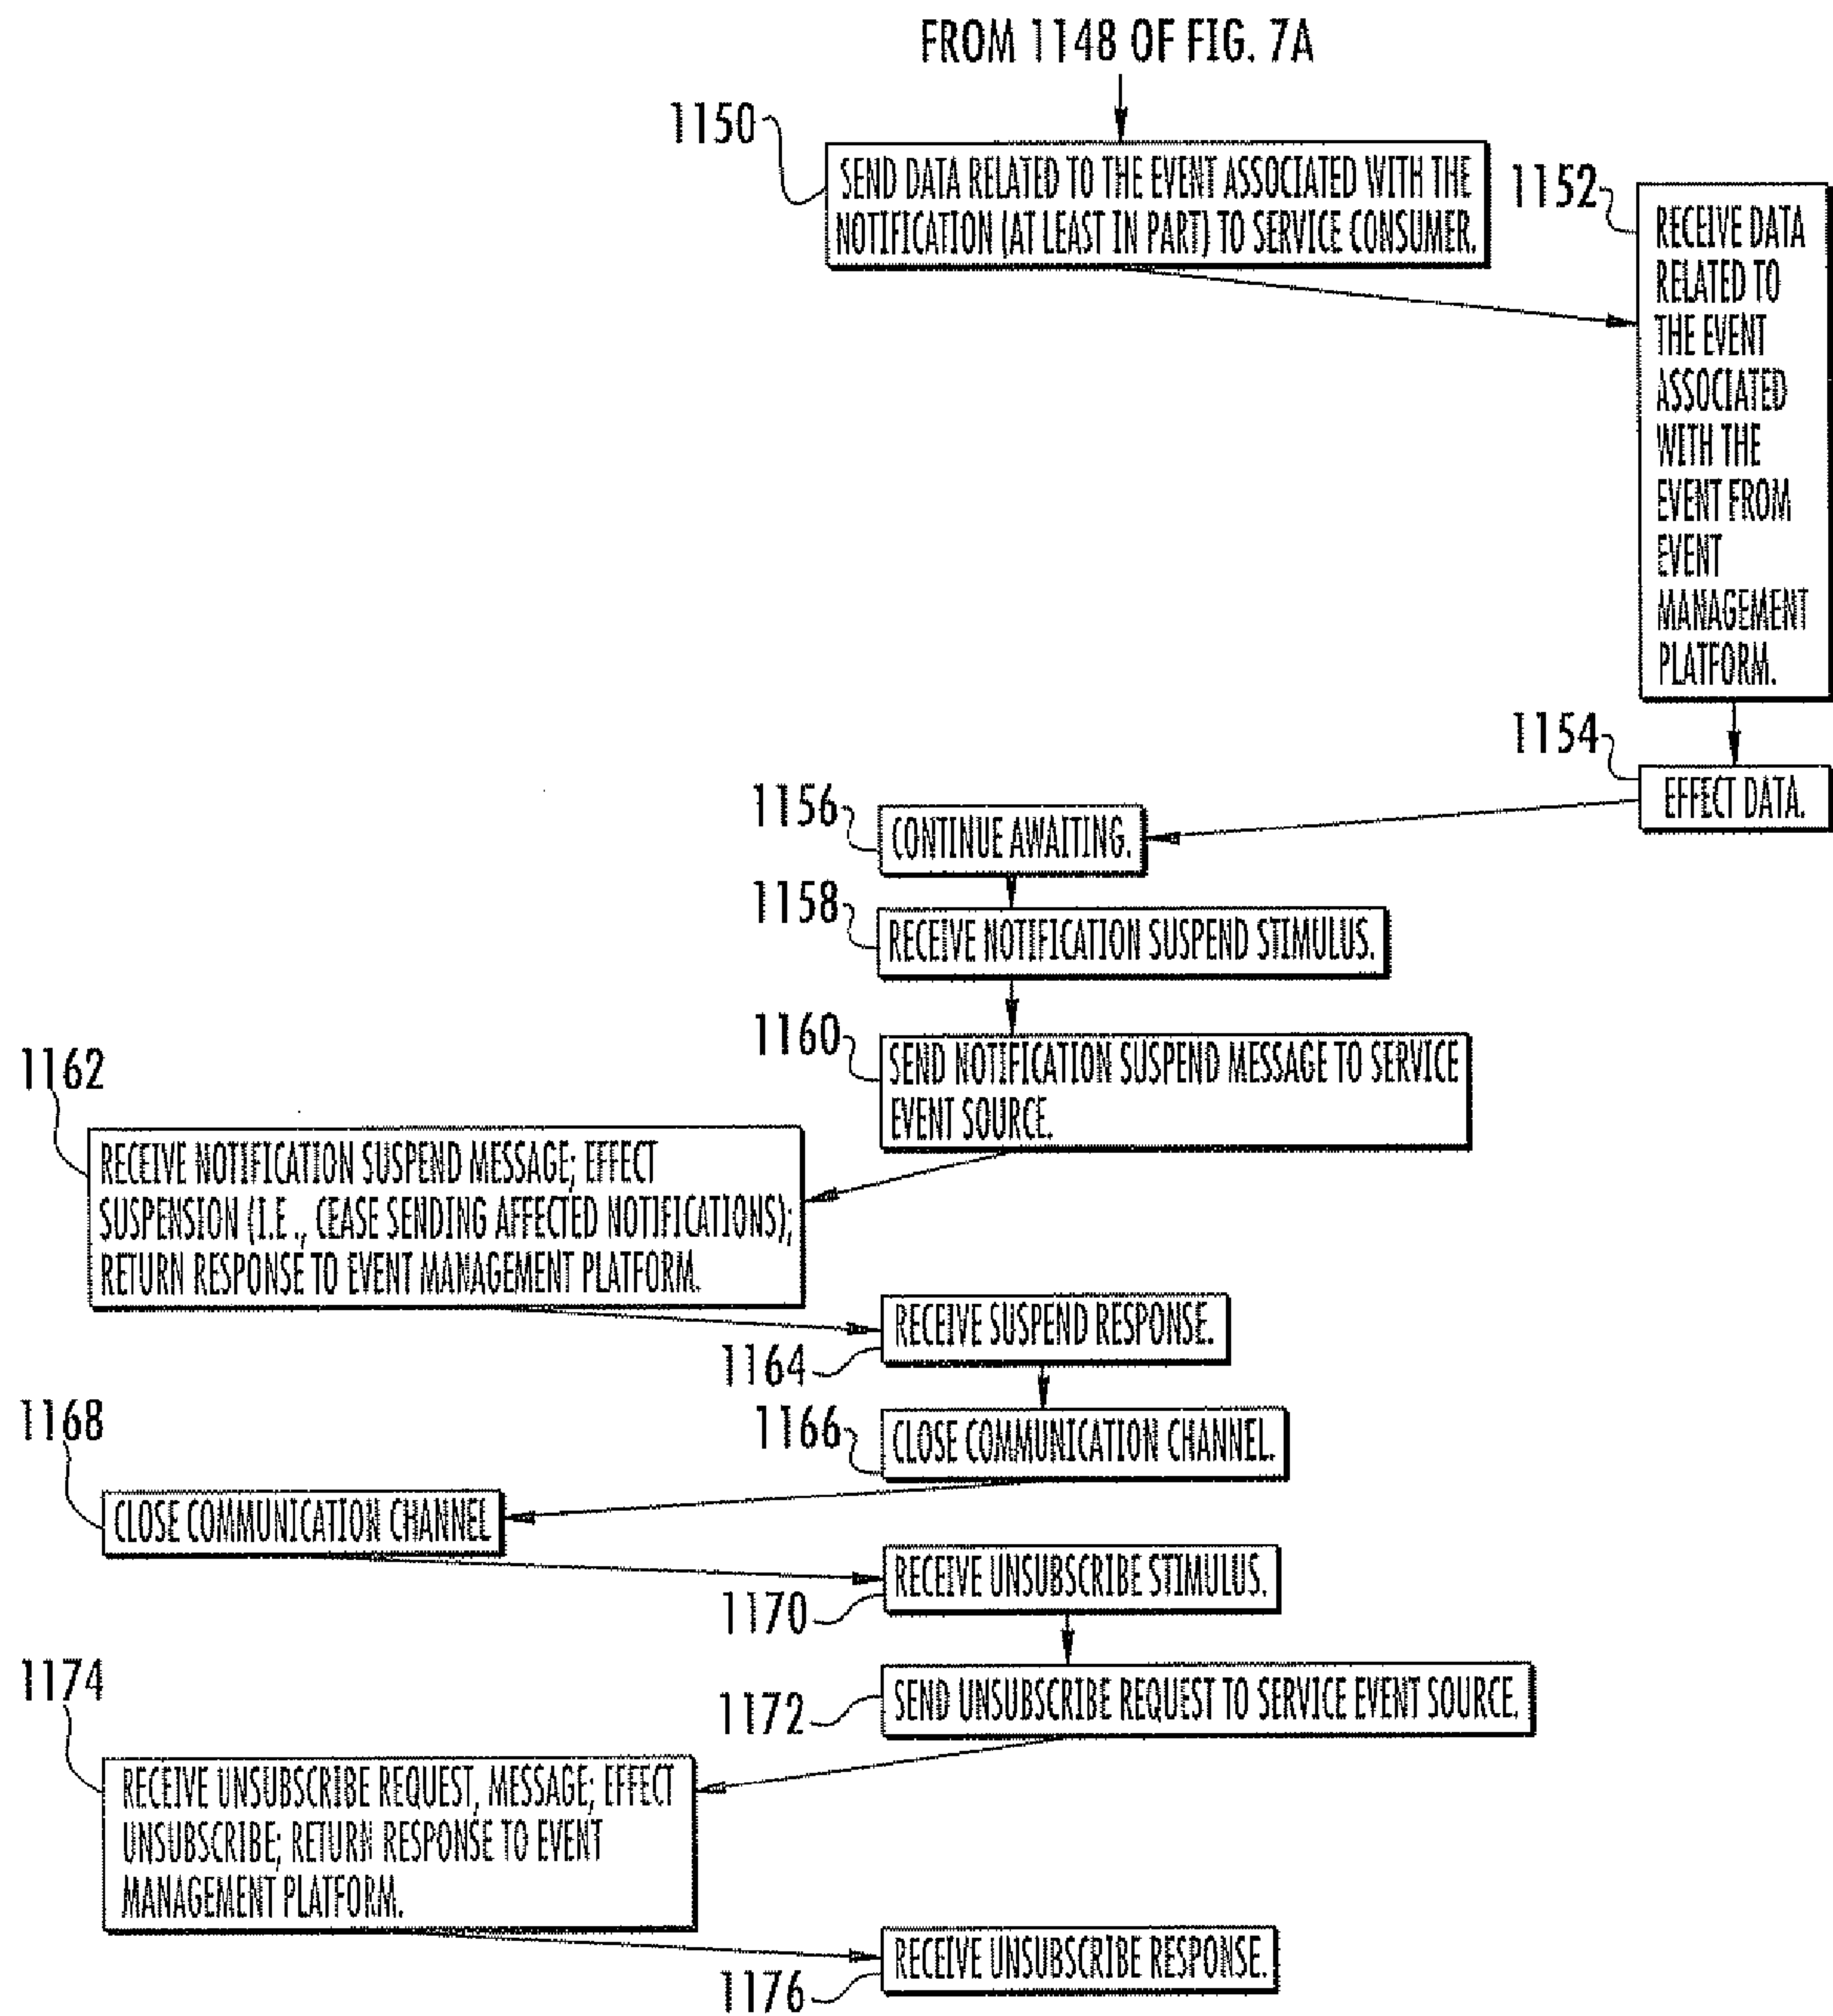 FROM 1148 OF FIG. 7A
1150
SEND DATA RELATED TO THE EVENT ASSOCIATED WITH THE
NOTIFICATION (AT LEAST IN PART) TO SERVICE CONSUMER.
1152
RECEIVE DATA
RELATED TO
THE EVENT
ASSOCIATED
WITH THE
EVENT FROM
EVENT
MANAGEMENT
PLATFORM.
1154
EFFECT DATA.
1156
CONTINUE AWAITING.
1158
RECEIVE NOTIFICATION SUSPEND STIMULUS.
1160
SEND NOTIFICATION SUSPEND MESSAGE TO SERVICE
EVENT SOURCE.
1162
RECEIVE NOTIFICATION SUSPEND MESSAGE; EFFECT
SUSPENSION (I.E., CEASE SENDING AFFECTED NOTIFICATIONS);
RETURN RESPONSE TO EVENT MANAGEMENT PLATFORM.
RECEIVE SUSPEND RESPONSE.
1164
1166
CLOSE COMMUNICATION CHANNEL.
1168
CLOSE COMMUNICATION CHANNEL
RECEIVE UNSUBSCRIBE STIMULUS.
1170
SEND UNSUBSCRIBE REQUEST TO SERVICE EVENT SOURCE.
1172
1174
RECEIVE UNSUBSCRIBE REQUEST, MESSAGE; EFFECT
UNSUBSCRIBE; RETURN RESPONSE TO EVENT
MANAGEMENT PLATFORM.
RECEIVE UNSUBSCRIBE RESPONSE.
1176